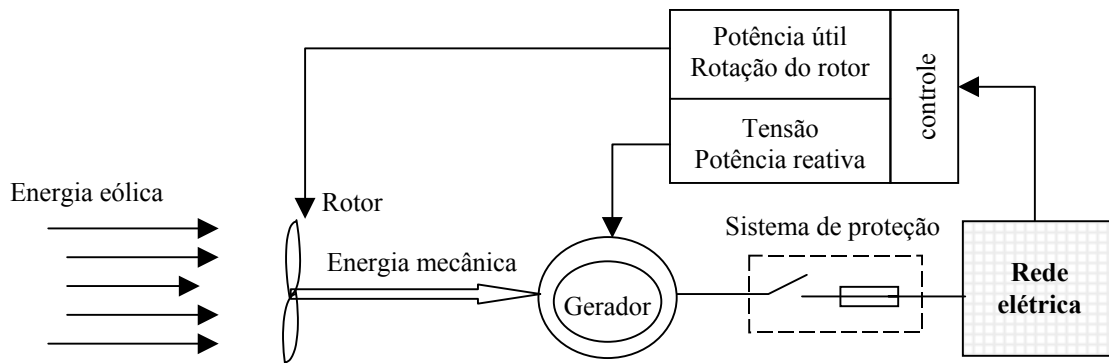 Potência útil
Rotação do rotor
controle
Tensão
Potência reativa
Energia eólica
Rotor
Sistema de proteção
Energia mecânica
Gerador
Rede
elétrica